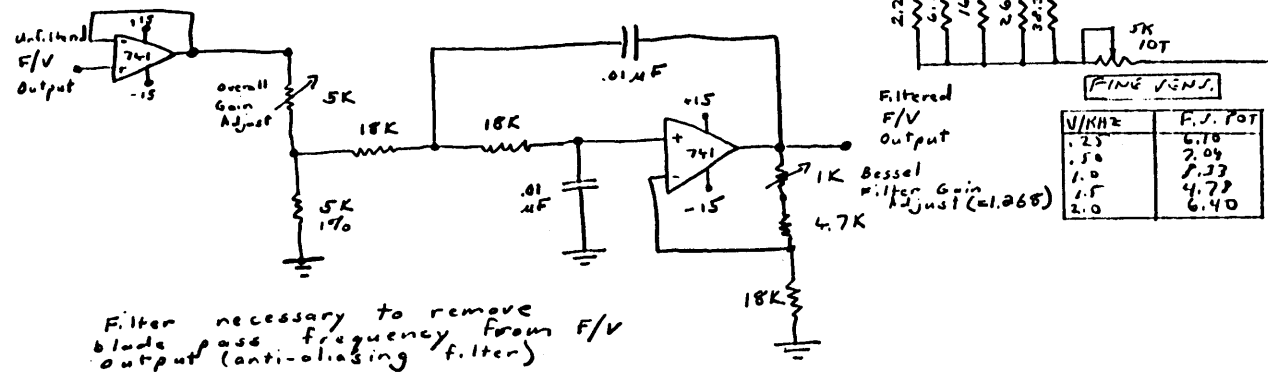 Unfiltered
F/V
Output
+15
-
741
+
-15
Overall
Gain
Adjust
5K
5K
1%
18K
18K
.01 μF
.01
μF
+15
+
741
-
-15
Filtered
F/V
Output
1K Bessel
Filter Gain
Adjust (=1.268)
4.7K
18K
Filter necessary to remove
blade pass frequency from F/V
output (anti-aliasing filter)
5K
10T
FINE SENS.
V/KHZ F.S. POT
.25 6.10
.50 7.04
1.0 8.33
1.5 4.78
2.0 6.40